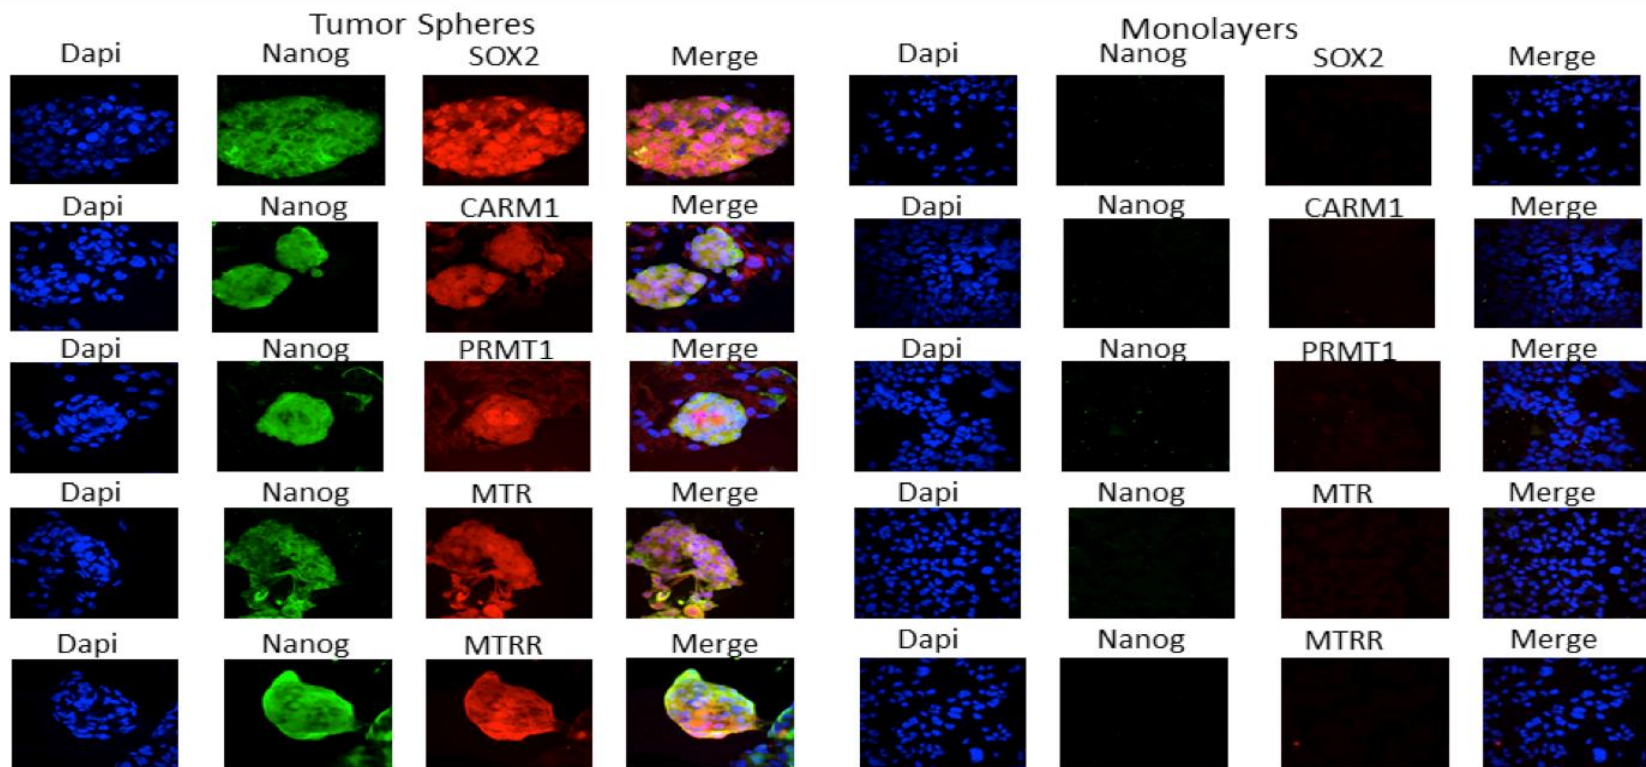 Tumor Spheres Monolayers
Dapi Nanog SOX2 Merge Dapi Nanog SOX2 Merge
Dapi Nanog CARM1 Merge Dapi Nanog CARM1 Merge
Dapi Nanog PRMT1 Merge Dapi Nanog PRMT1 Merge
Dapi Nanog MTR Merge Dapi Nanog MTR Merge
Dapi Nanog MTRR Merge Dapi Nanog MTRR Merge